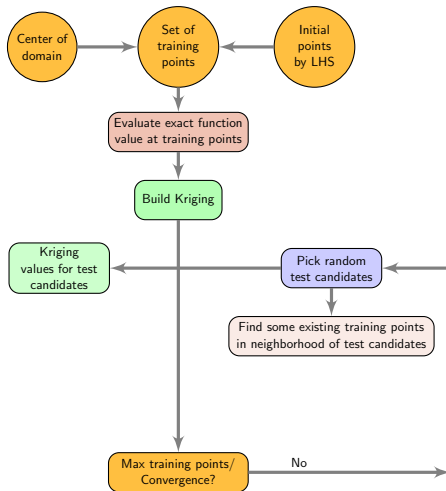 Center of
domain
Set of
training
points
Initial
points
by LHS
Evaluate exact function
value at training points
Build Kriging
Kriging
values for test
candidates
Pick random
test candidates
Find some existing training points
in neighborhood of test candidates
Max training points/
Convergence?
No